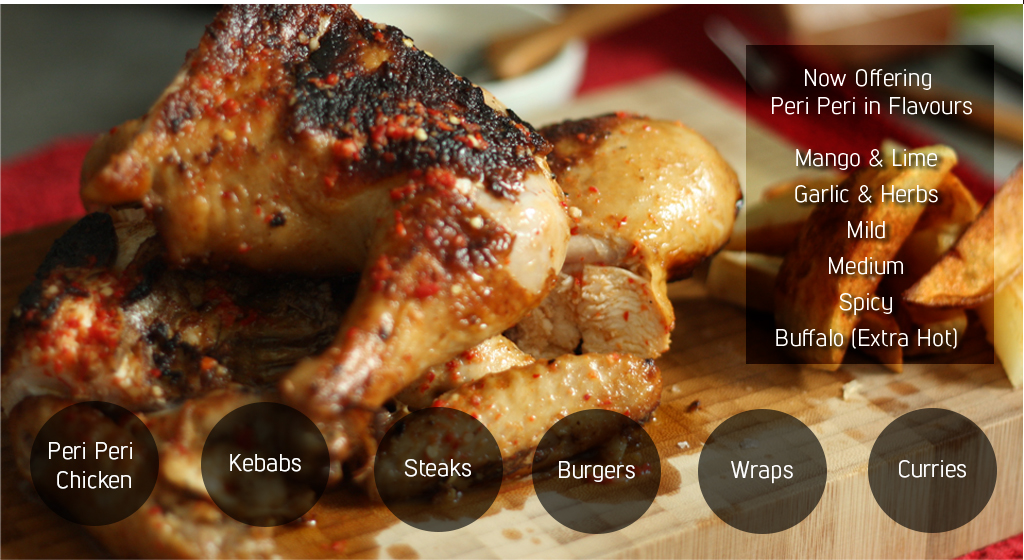 Now Offering
Peri Peri in Flavours
Mango & Lime
Garlic & Herbs
Mild
Medium
Spicy
Buffalo (Extra Hot)
Peri Peri
Chicken
Kebabs
Steaks
Burgers
Wraps
Curries